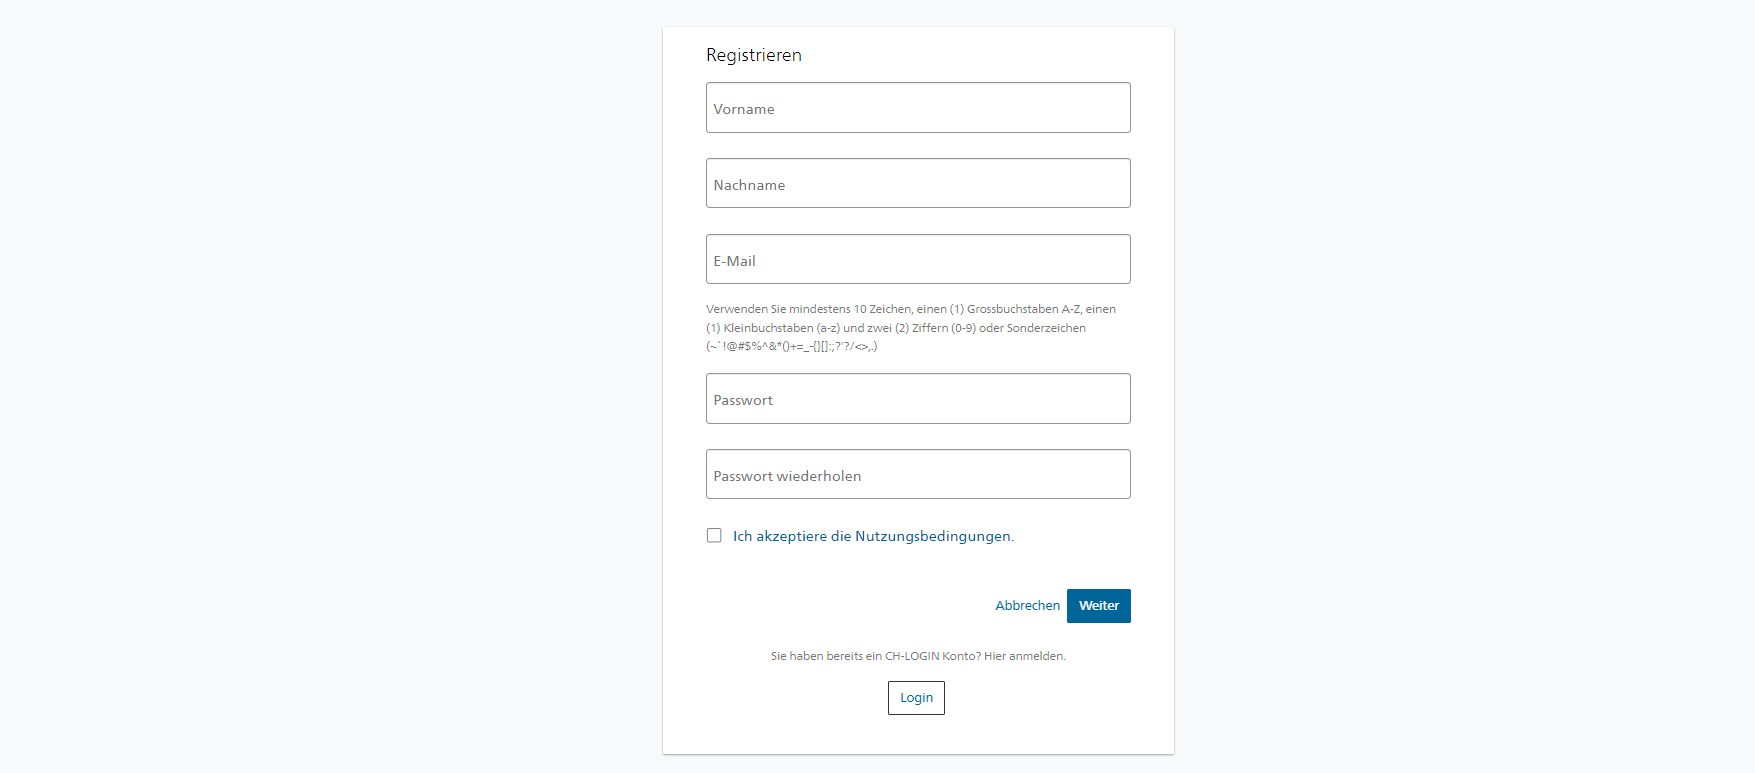 Registrieren
Vorname
Nachname
E-Mail
Verwenden Sie mindestens 10 Zeichen, einen (1) Grossbuchstaben A-Z, einen
(1) Kleinbuchstaben (a-z) und zwei (2) Ziffern (0-9) oder Sonderzeichen
(~`!@#$%^&*()+=_-{}[]:;?'?/<>,.)
Passwort
Passwort wiederholen
Ich akzeptiere die Nutzungsbedingungen.
Abbrechen Weiter
Sie haben bereits ein CH-LOGIN Konto? Hier anmelden.
Login